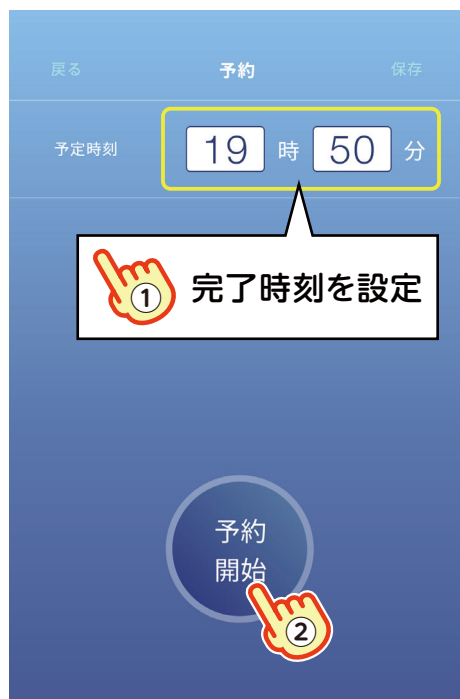 戻る 予約 保存
予定時刻 19 時 50 分
① 完了時刻を設定
予約
開始
②